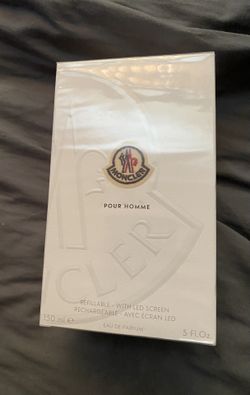 MONCLER
POUR HOMME
CLER
REFILLABLE - WITH LED SCREEN
RECHARGEABLE - AVEC ÉCRAN LED
150 ml e 5 FL.Oz
EAU DE PARFUM